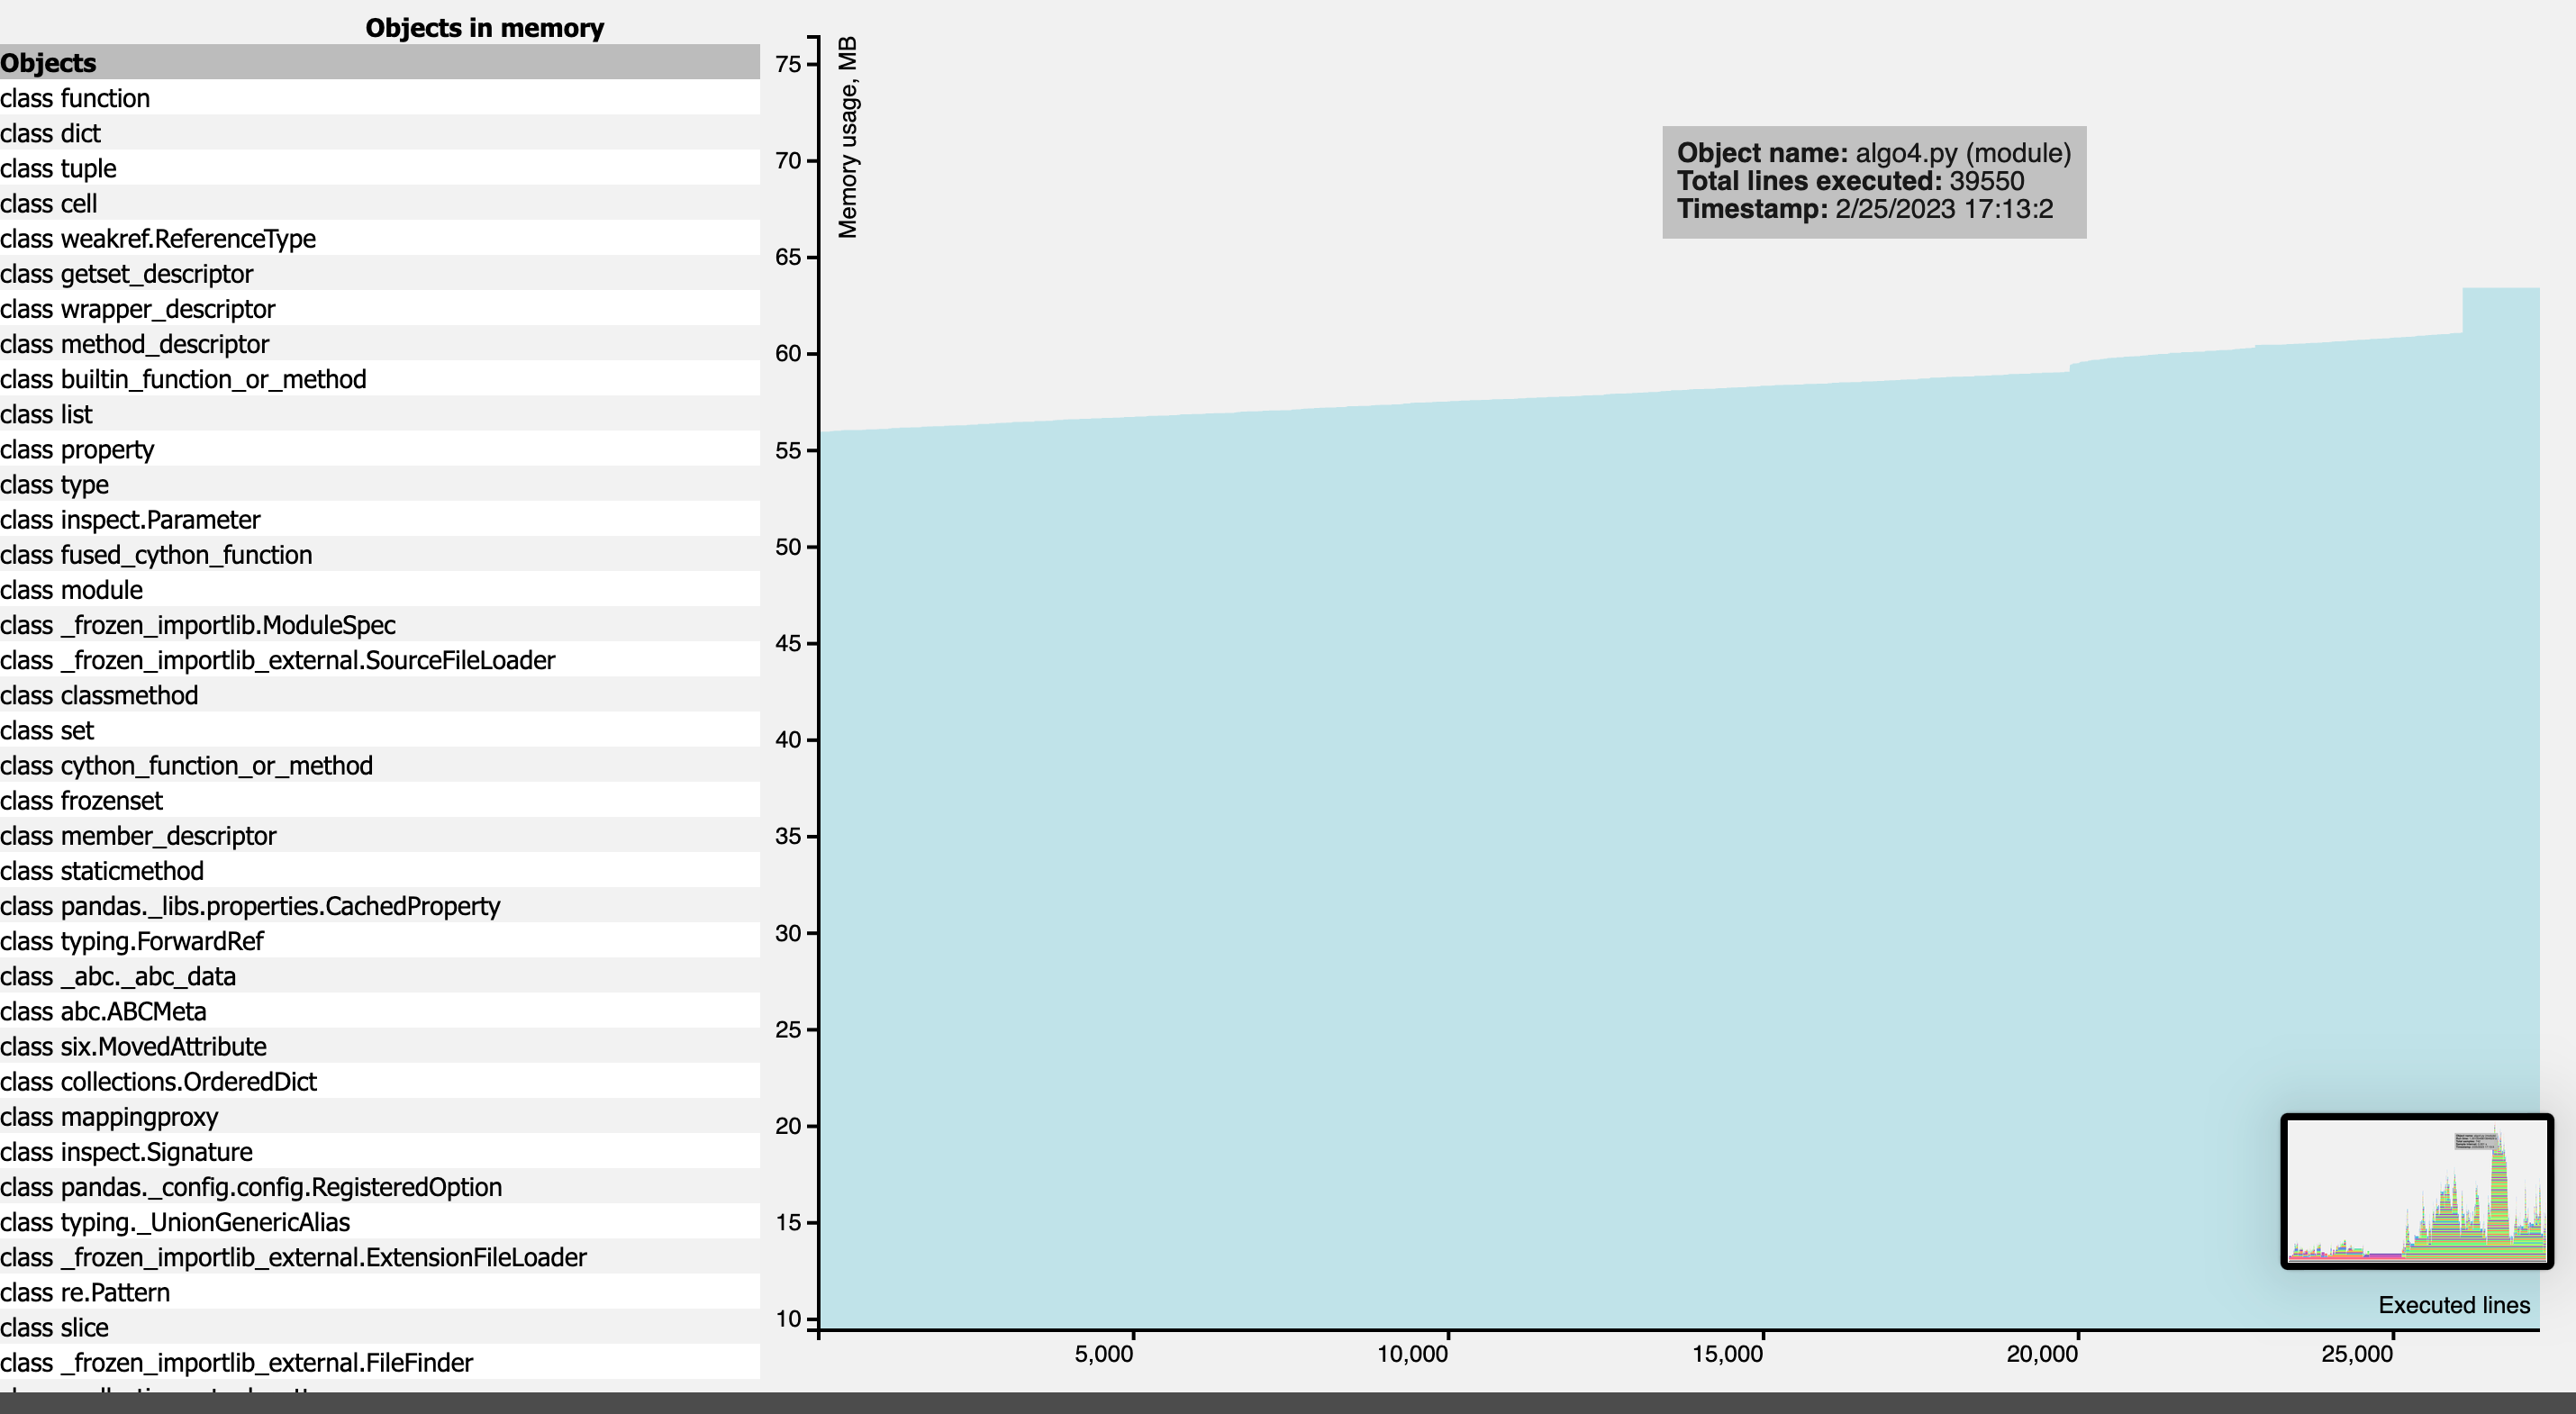 Objects in memory
Objects
class function
class dict
class tuple
class cell
class weakref.ReferenceType
class getset_descriptor
class wrapper_descriptor
class method_descriptor
class builtin_function_or_method
class list
class property
class type
class inspect.Parameter
class fused_cython_function
class module
class _frozen_importlib.ModuleSpec
class _frozen_importlib_external.SourceFileLoader
class classmethod
class set
class cython_function_or_method
class frozenset
class member_descriptor
class staticmethod
class pandas._libs.properties.CachedProperty
class typing.ForwardRef
class _abc._abc_data
class abc.ABCMeta
class six.MovedAttribute
class collections.OrderedDict
class mappingproxy
class inspect.Signature
class pandas._config.config.RegisteredOption
class typing._UnionGenericAlias
class _frozen_importlib_external.ExtensionFileLoader
class re.Pattern
class slice
class _frozen_importlib_external.FileFinder
Memory usage, MB
75
70
65
60
55
50
45
40
35
30
25
20
15
10
Object name: algo4.py (module)
Total lines executed: 39550
Timestamp: 2/25/2023 17:13:2
Executed lines
5,000
10,000
15,000
20,000
25,000